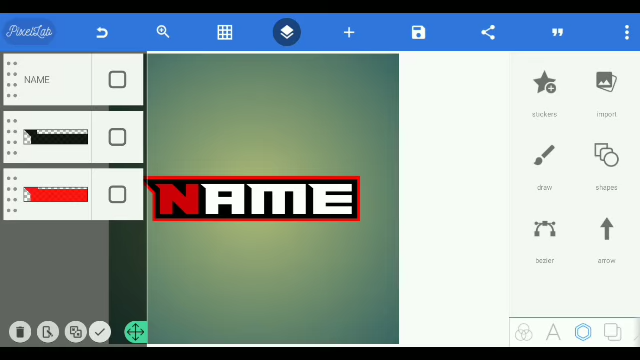 PixelLab
NAME
NAME
stickers
import
draw
shapes
bezier
arrow